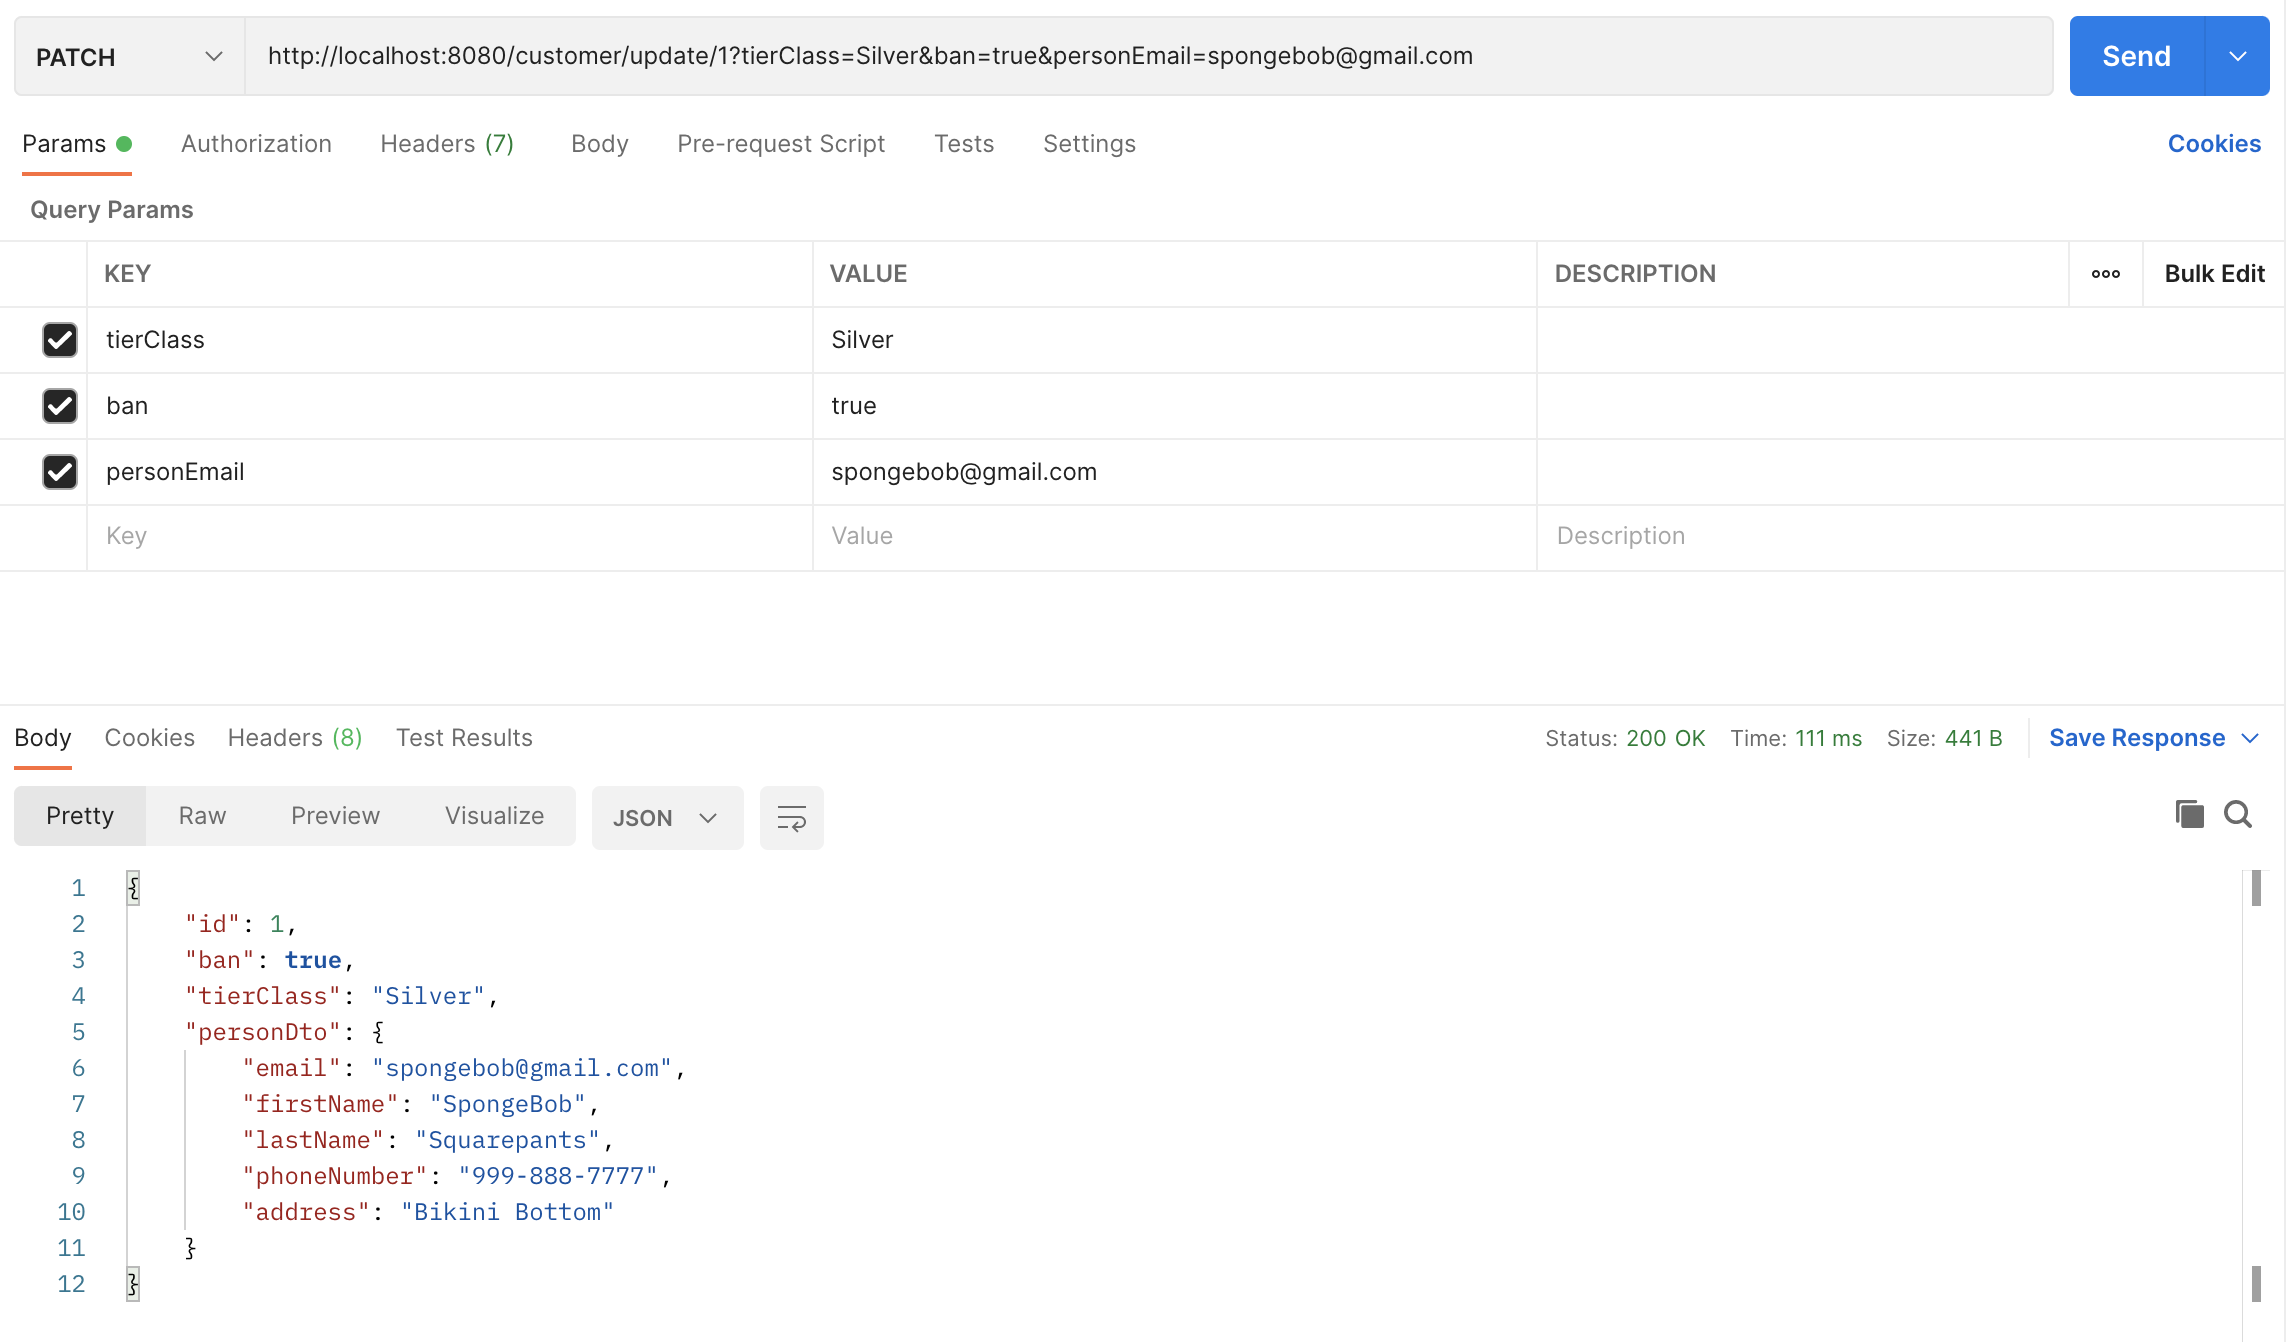 PATCH http://localhost:8080/customer/update/1?tierClass=Silver&ban=true&personEmail=spongebob@gmail.com Send
Params Authorization Headers (7) Body Pre-request Script Tests Settings Cookies
Query Params
KEY VALUE DESCRIPTION ooo Bulk Edit
tierClass Silver
ban true
personEmail spongebob@gmail.com
Key Value Description
Body Cookies Headers (8) Test Results Status: 200 OK Time: 111 ms Size: 441 B Save Response
Pretty Raw Preview Visualize JSON
1 {
2 "id": 1,
3 "ban": true,
4 "tierClass": "Silver",
5 "personDto": {
6 "email": "spongebob@gmail.com",
7 "firstName": "SpongeBob",
8 "lastName": "Squarepants",
9 "phoneNumber": "999-888-7777",
10 "address": "Bikini Bottom"
11 }
12 }